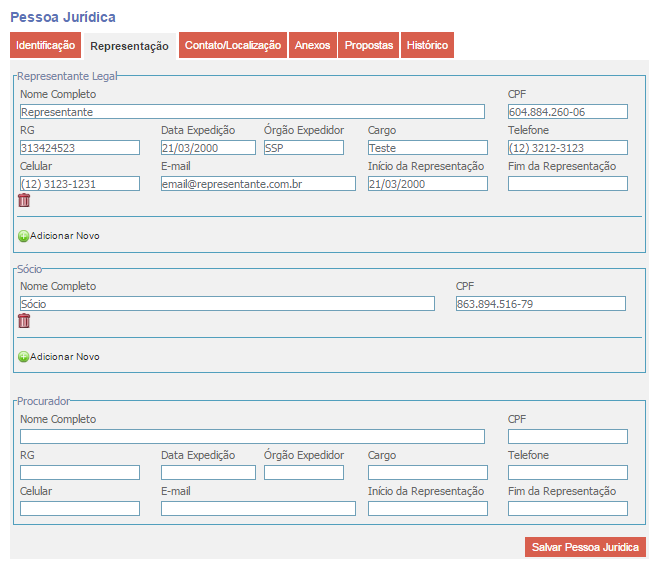 Pessoa Jurídica
Identificação Representação Contato/Localização Anexos Propostas Histórico
Representante Legal
Nome Completo CPF
Representante 604.884.260-06
RG Data Expedição Órgão Expedidor Cargo Telefone
313424523 21/03/2000 SSP Teste (12) 3212-3123
Celular E-mail Início da Representação Fim da Representação
(12) 3123-1231 email@representante.com.br 21/03/2000
Adicionar Novo
Sócio
Nome Completo CPF
Sócio 863.894.516-79
Adicionar Novo
Procurador
Nome Completo CPF
RG Data Expedição Órgão Expedidor Cargo Telefone
Celular E-mail Início da Representação Fim da Representação
Salvar Pessoa Juridica